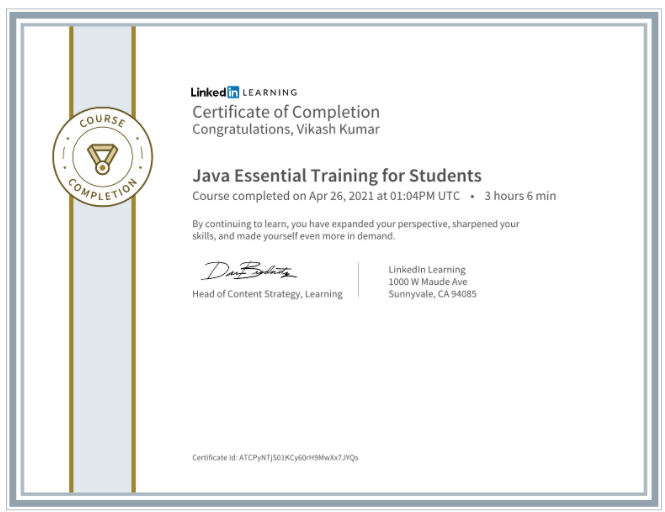 COURSE
COMPLETION
Linkedin LEARNING
Certificate of Completion
Congratulations, Vikash Kumar
Java Essential Training for Students
Course completed on Apr 26, 2021 at 01:04PM UTC • 3 hours 6 min
By continuing to learn, you have expanded your perspective, sharpened your
skills, and made yourself even more in demand.
Head of Content Strategy, Learning
LinkedIn Learning
1000 W Maude Ave
Sunnyvale, CA 94085
Certificate Id: ATCPyNTjS01KCy60rH9MwXx7JYQs